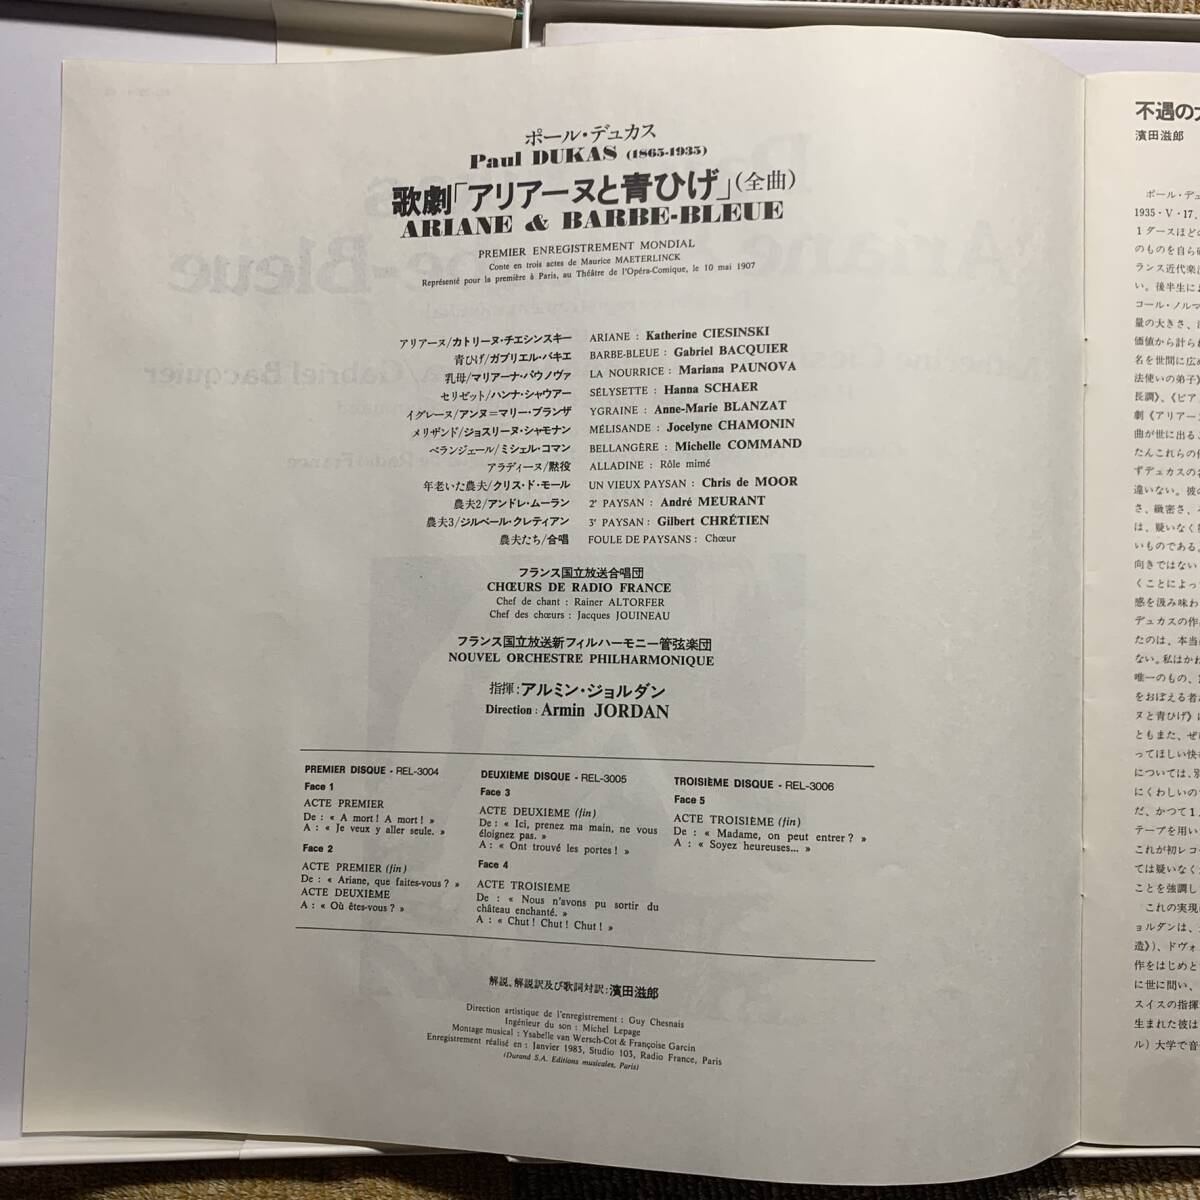 ポール・デュカス
Paul DUKAS (1865-1935)
歌劇「アリアーヌと青ひげ」(全曲)
ARIANE & BARBE-BLEUE
PREMIER ENREGISTREMENT MONDIAL
Conte en trois actes de Maurice MAETERLINCK
Représenté pour la première à Paris, au Théâtre de l'Opéra-Comique, le 10 mai 1907
アリアーヌ/カトリーヌ・チエシンスキー ARIANE : Katherine CIESINSKI
青ひげ/ガブリエル・バキエ BARBE-BLEUE : Gabriel BACQUIER
乳母/マリアーナ・パウノヴァ LA NOURRICE : Mariana PAUNOVA
セリゼット/ハンナ・シャウアー SÉLYSETTE : Hanna SCHAER
イグレーヌ/アンヌ=マリー・ブランザ YGRAINE : Anne-Marie BLANZAT
メリザンド/ジョスリーヌ・シャモナン MÉLISANDE : Jocelyne CHAMONIN
ベランジェール/ミシェル・コマン BELLANGÈRE : Michelle COMMAND
アラディーヌ/黙役 ALLADINE : Rôle mimé
年老いた農夫/クリス・ド・モール UN VIEUX PAYSAN : Chris de MOOR
農夫2/アンドレ・ムーラン 2e PAYSAN : André MEURANT
農夫3/ジルベール・クレティアン 3e PAYSAN : Gilbert CHRÉTIEN
農夫たち/合唱 FOULE DE PAYSANS : Chœur
フランス国立放送合唱団
CHŒURS DE RADIO FRANCE
Chef de chant : Rainer ALTORFER
Chef des chœurs : Jacques JOUINEAU
フランス国立放送新フィルハーモニー管弦楽団
NOUVEL ORCHESTRE PHILHARMONIQUE
指揮:アルミン・ジョルダン
Direction : Armin JORDAN
PREMIER DISQUE - REL-3004
Face 1
ACTE PREMIER
De : « A mort ! A mort ! »
A : « Je veux y aller seule. »
Face 2
ACTE PREMIER (fin)
De : « Ariane, que faites-vous ? »
ACTE DEUXIÈME
A : « Où êtes-vous ? »
DEUXIÈME DISQUE - REL-3005
Face 3
ACTE DEUXIÈME (fin)
De : « Ici, prenez ma main, ne vous
éloignez pas. »
A : « Ont trouvé les portes ! »
Face 4
ACTE TROISIÈME
De : « Nous n'avons pu sortir du
château enchanté. »
A : « Chut ! Chut ! Chut ! »
TROISIÈME DISQUE - REL-3006
Face 5
ACTE TROISIÈME (fin)
De : « Madame, on peut entrer ? »
A : « Soyez heureuses... »
解説、解説訳及び歌詞対訳:濱田滋郎
Direction artistique de l'enregistrement : Guy Chesnais
Ingénieur du son : Michel Lepage
Montage musical : Ysabelle van Wersch-Cot & Françoise Garcin
Enregistrement réalisé en : Janvier 1983, Studio 103, Radio France, Paris
(Durand S.A. Editions musicales, Paris)
不遇の
濱田滋郎
ポール・デュ
1935・V・17,
1ダースほどの
のものを自ら
ランス近代楽
い。後半生に
コール・ノルマ
量の大きさ、
価値から計ら
名を世間に広
法使いの弟子
長調》、《ピア
劇《アリアー
曲が世に出る
たんこれらの
ずデュカスの
違いない。彼
さ、緻密さ、
は、疑いなく
いものである。
向きではない
くことによっ
感を汲み味わ
デュカスの作
たのは、本当
ない。私はかわ
唯一のもの、
をおぼえる者
ヌと青ひげ》
ともまた、ぜ
ってほしい快
については、別
にくわしいの
だ、かつて1
テープを用い
これが初レコ
ては疑いなく
ことを強調し
これの実現
ョルダンは、
造》)、ドヴォ
作をはじめと
に世に問い、
スイスの指揮
生まれた彼は
ル) 大学で音